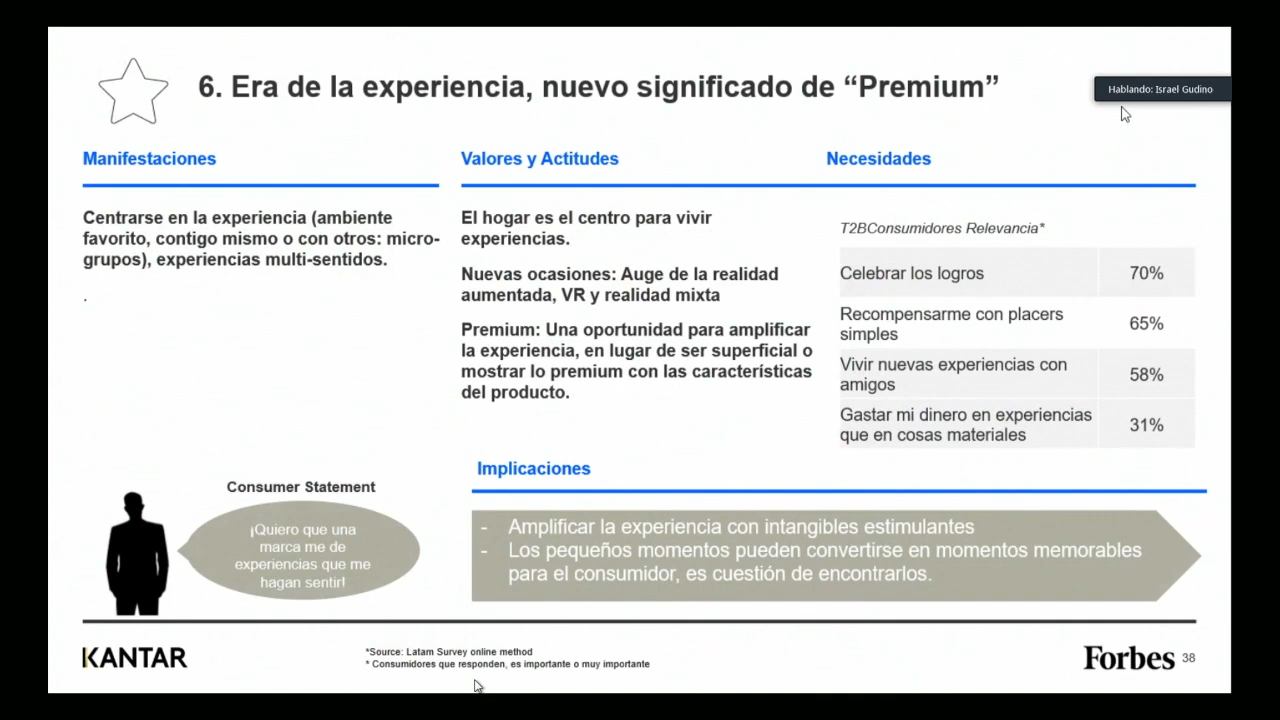 6. Era de la experiencia, nuevo significado de “Premium”
Hablando: Israel Gudino
Manifestaciones
Centrarse en la experiencia (ambiente
favorito, contigo mismo o con otros: micro-
grupos), experiencias multi-sentidos.
.
Valores y Actitudes
El hogar es el centro para vivir
experiencias.
Nuevas ocasiones: Auge de la realidad
aumentada, VR y realidad mixta
Premium: Una oportunidad para amplificar
la experiencia, en lugar de ser superficial o
mostrar lo premium con las características
del producto.
Necesidades
T2BConsumidores Relevancia*
Celebrar los logros 70%
Recompensarme con placers
simples 65%
Vivir nuevas experiencias con
amigos 58%
Gastar mi dinero en experiencias
que en cosas materiales 31%
Consumer Statement
¡Quiero que una
marca me de
experiencias que me
hagan sentir!
Implicaciones
- Amplificar la experiencia con intangibles estimulantes
- Los pequeños momentos pueden convertirse en momentos memorables
para el consumidor, es cuestión de encontrarlos.
KANTAR
*Source: Latam Survey online method
* Consumidores que responden, es importante o muy importante
Forbes 38